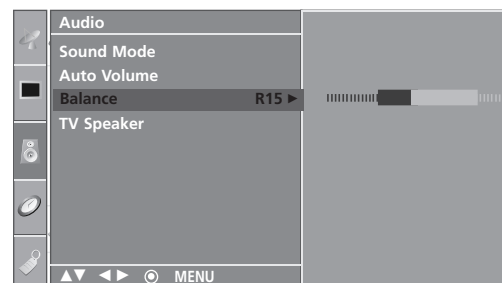 Audio
Sound Mode
Auto Volume
Balance R15 ►
TV Speaker
▲▼ ◄► ◉ MENU